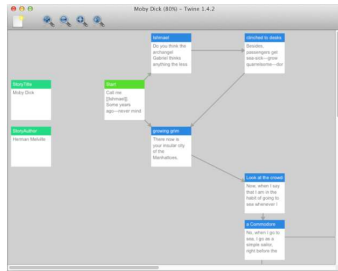 Moby Dick (80%) - Twine 1.4.2
Ishmael
Do you think the
archangel
Gabriel thinks
anything the less
clinched to desks
Besides,
passengers get
sea-sick—grow
quarrelsome—don'
StoryTitle
Moby Dick
Start
Call me
[[Ishmael]].
Some years
ago—never mind
StoryAuthor
Herman Melville
growing grim
There now is
your insular city
of the
Manhattoes,
Look at the crowd
Now, when I say
that I am in the
habit of going to
sea whenever I
a Commodore
No, when I go to
sea, I go as a
simple sailor,
right before the